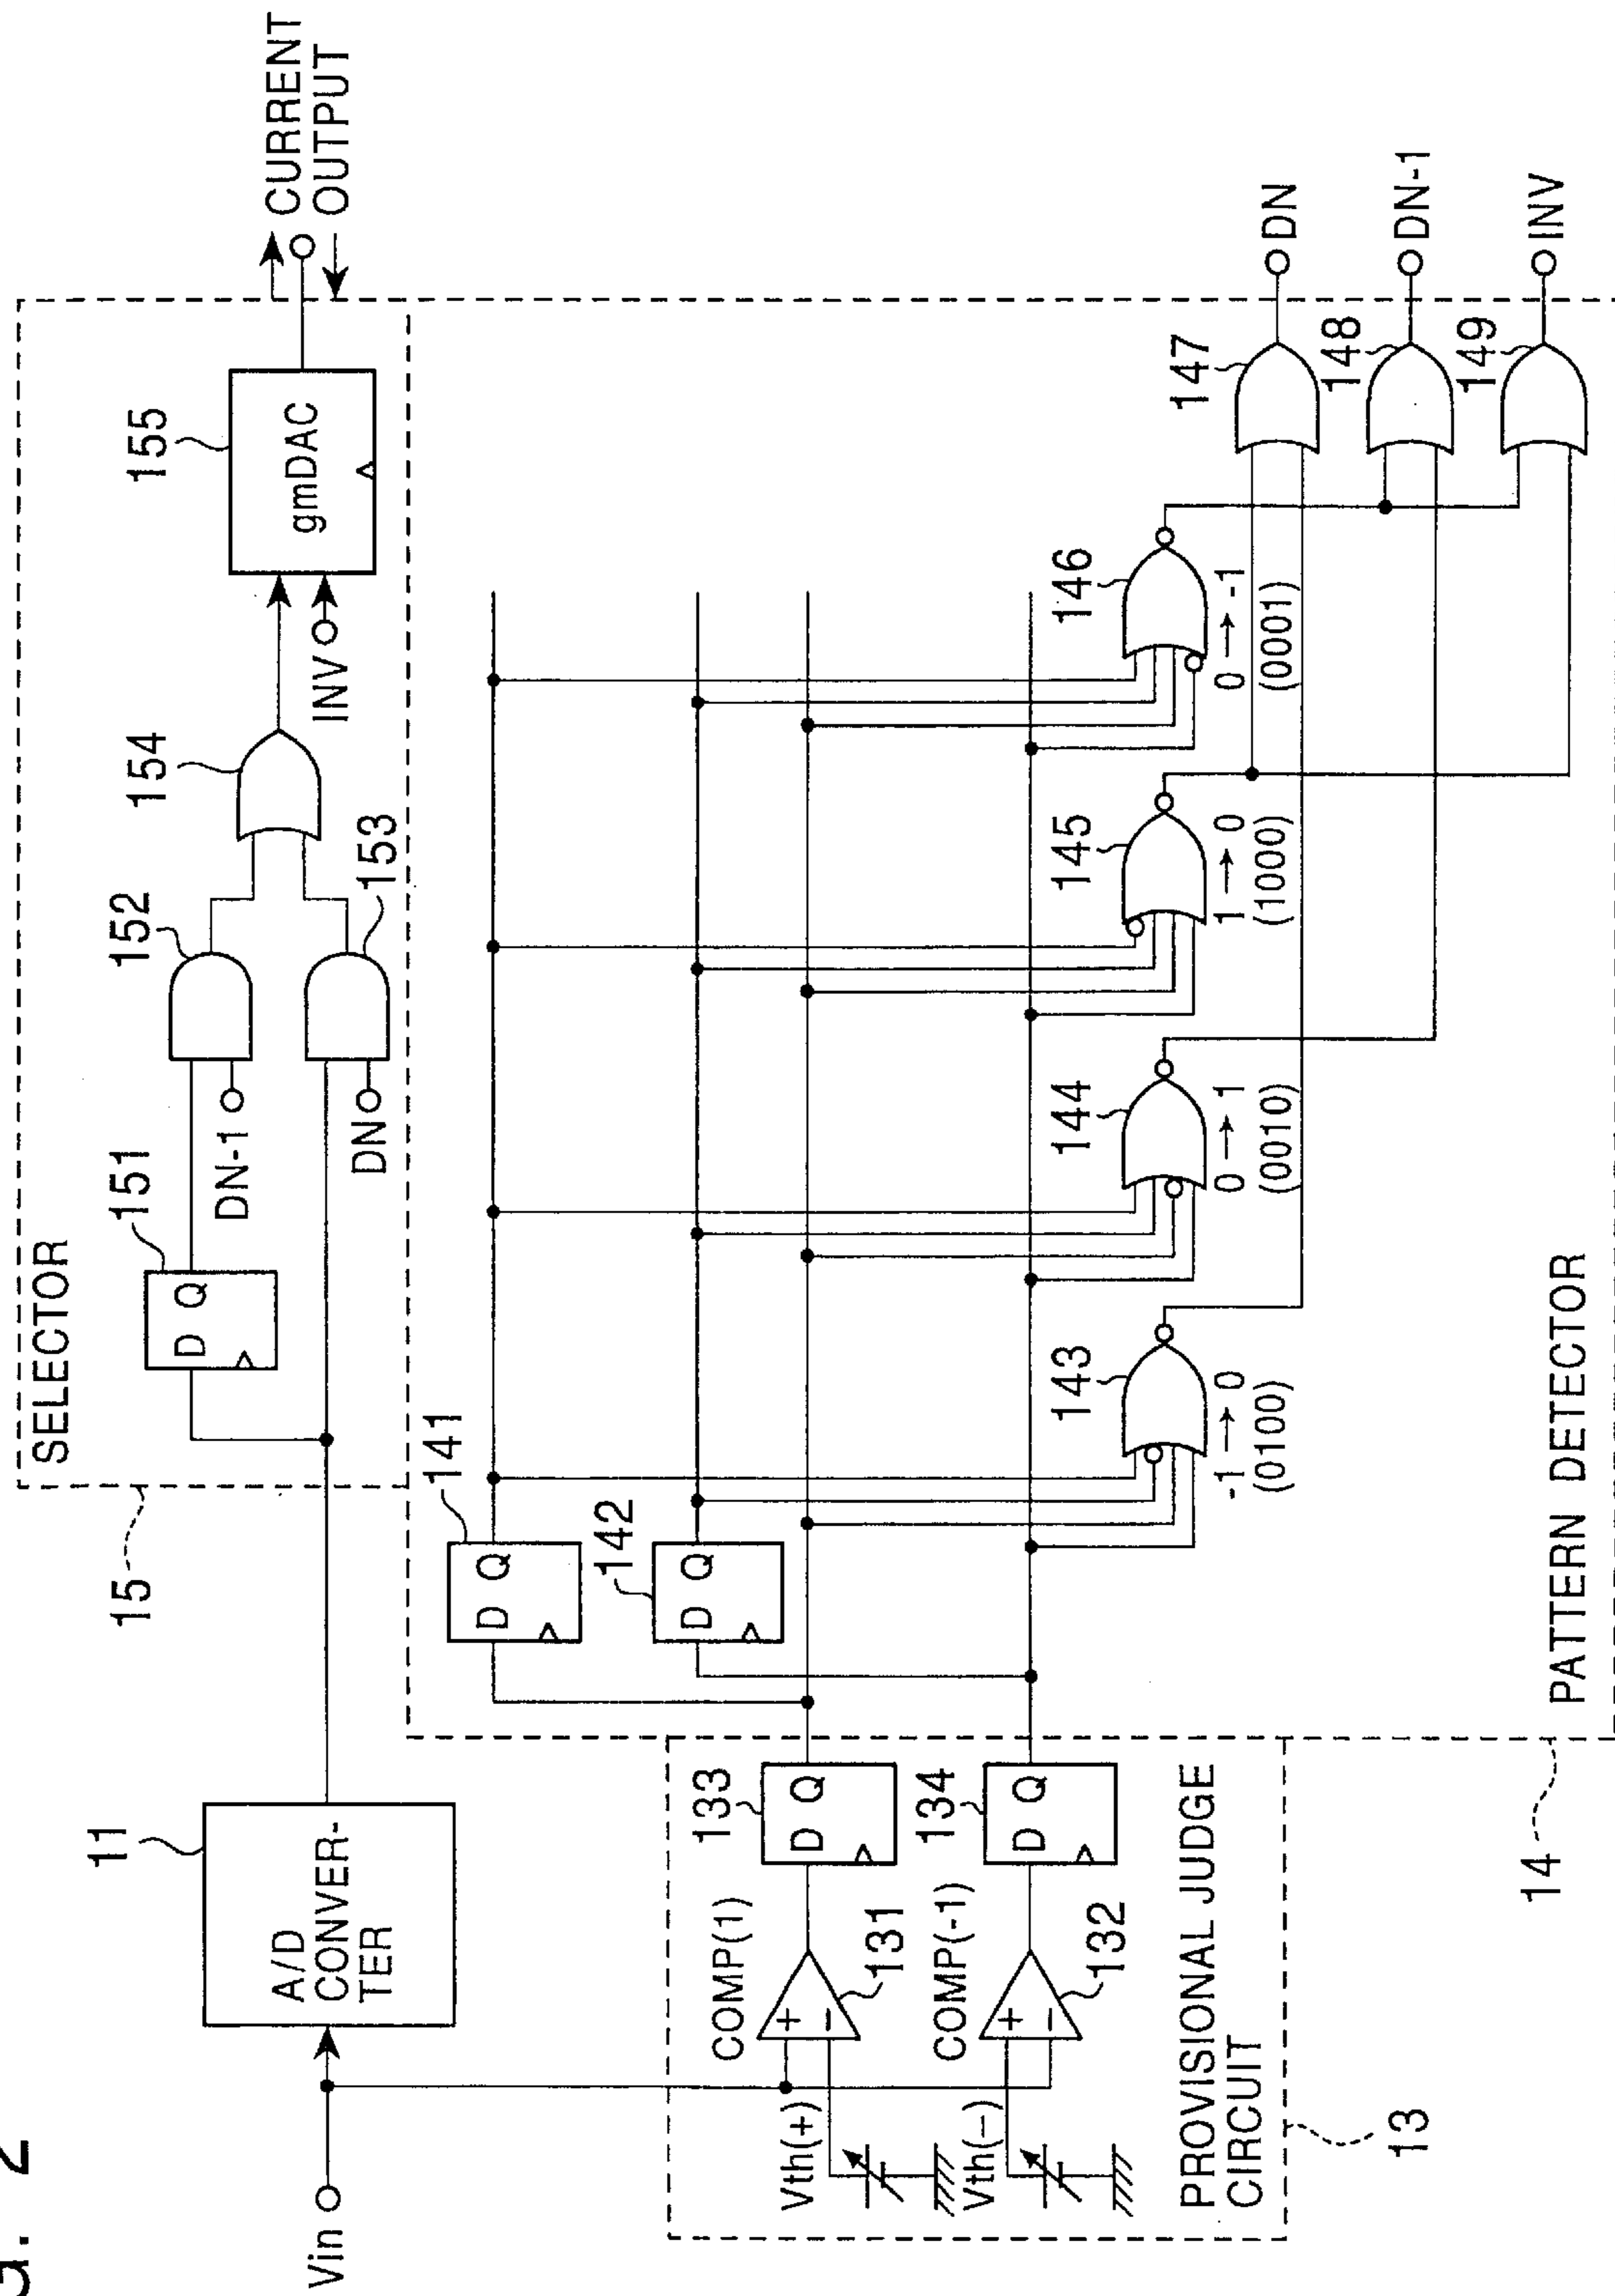 G. 2
Vin
11
A/D
CONVER-
TER
15
SELECTOR
151
D Q
DN-1
DN
152
153
154
INV
155
gmDAC
CURRENT
OUTPUT
13
PROVISIONAL JUDGE
CIRCUIT
Vth(+)
Vth(−)
COMP(1)
+
−
131
COMP(-1)
+
−
132
133
D Q
134
D Q
14
PATTERN DETECTOR
141
D Q
142
D Q
143
-1 → 0
(0100)
144
0 → 1
(0010)
145
1 → 0
(1000)
146
0 → -1
(0001)
147
148
149
DN
DN-1
INV